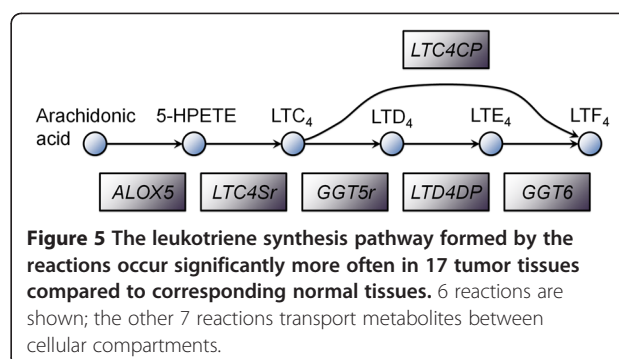 LTC4CP
Arachidonic acid
5-HPETE
LTC₄
LTD₄
LTE₄
LTF₄
ALOX5
LTC4Sr
GGT5r
LTD4DP
GGT6
Figure 5 The leukotriene synthesis pathway formed by the
reactions occur significantly more often in 17 tumor tissues
compared to corresponding normal tissues. 6 reactions are
shown; the other 7 reactions transport metabolites between
cellular compartments.